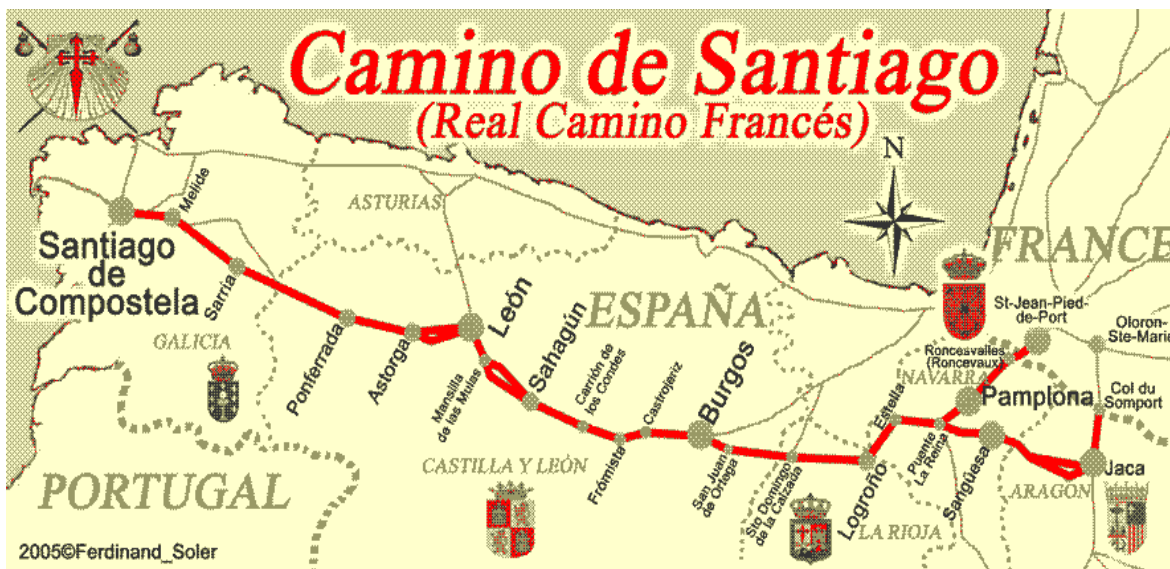 Camino de Santiago
(Real Camino Francés)
N
ASTURIAS
FRANCE
ESPAÑA
Melide
Santiago
de
Compostela
Sarria
GALICIA
Ponferrada
Astorga
León
Mansilla
de las Mulas
Sahagún
Carrión de
los Condes
Frómista
Castrojeriz
Burgos
San Juan
de Ortega
Sto Domingo
de la Calzada
Logroño
Estella
Puente
La Reina
St-Jean-Pied-
de-Port
Oloron-
Ste-Marie
Roncesvalles
(Roncevaux)
NAVARRA
Pamplona
Col du
Somport
Sangüesa
Jaca
ARAGON
LA RIOJA
CASTILLA Y LEÓN
PORTUGAL
2005©Ferdinand_Soler